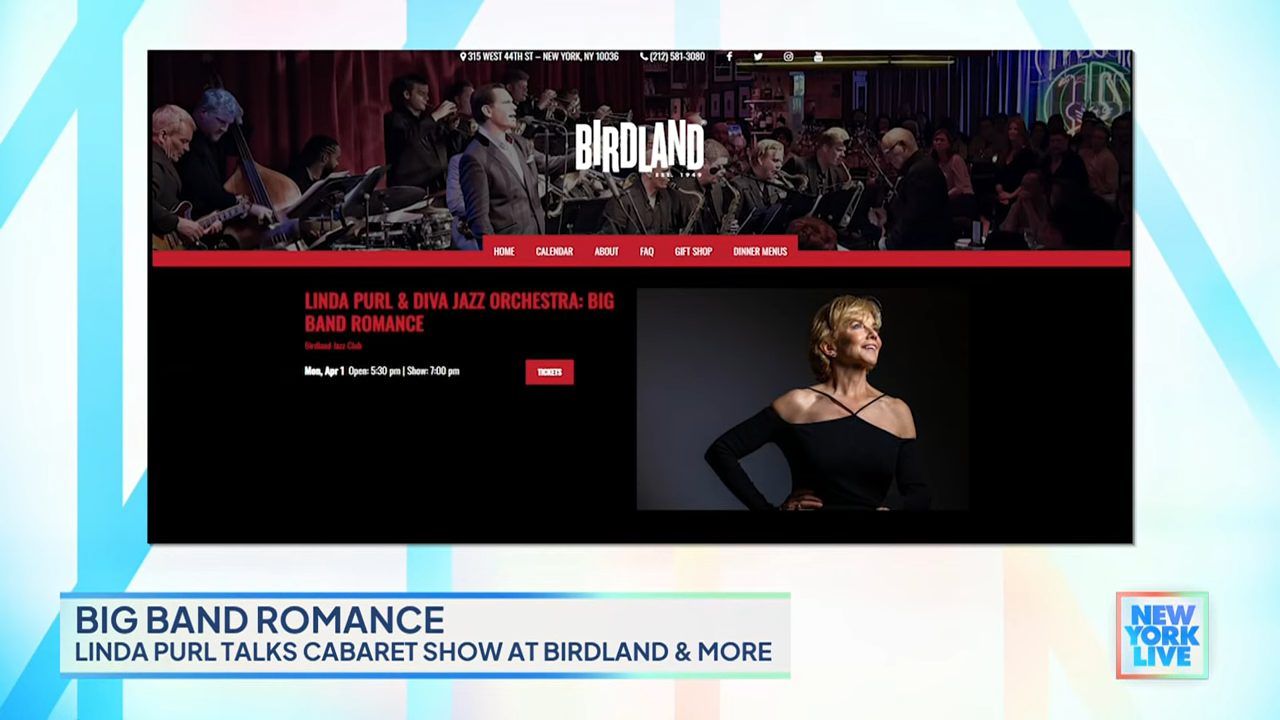 315 WEST 44TH ST – NEW YORK, NY 10036 (212) 581-3080
BIRDLAND
EST. 1949
HOME CALENDAR ABOUT FAQ GIFT SHOP DINNER MENUS
LINDA PURL & DIVA JAZZ ORCHESTRA: BIG
BAND ROMANCE
Birdland Jazz Club
Mon, Apr 1 Open: 5:30 pm | Show: 7:00 pm TICKETS
BIG BAND ROMANCE
LINDA PURL TALKS CABARET SHOW AT BIRDLAND & MORE
NEW
YORK
LIVE